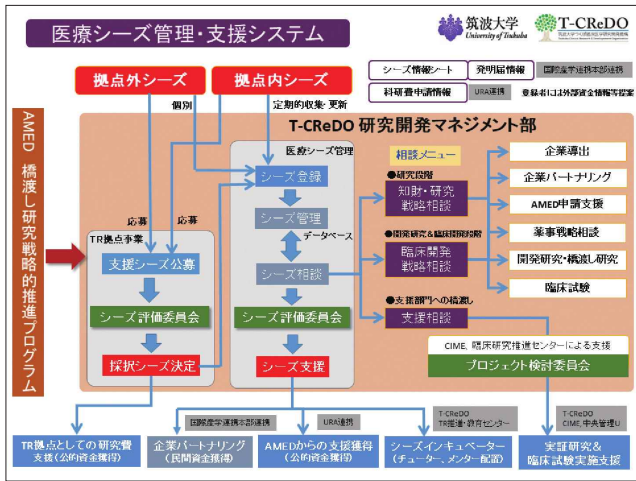 医療シーズ管理・支援システム
筑波大学
University of Tsukuba
T-CReDO
拠点外シーズ
拠点内シーズ
シーズ情報シート
発明届情報
国際産学連携本部連携
科研費申請情報
URA連携
登録者による外部資金情報等提案
個別
定期的収集・更新
T-CReDO 研究開発マネジメント部
AMED 橋渡し研究戦略的推進プログラム
応募
応募
TR拠点事業
支援シーズ公募
シーズ評価委員会
採択シーズ決定
医療シーズ管理
シーズ登録
シーズ管理
データベース
シーズ相談
シーズ評価委員会
シーズ支援
相談メニュー
●研究段階
知財・研究
戦略相談
●開発研究&臨床開発段階
臨床開発
戦略相談
●支援部門への橋渡し
支援相談
企業導出
企業パートナリング
AMED申請支援
薬事戦略相談
開発研究・橋渡し研究
臨床試験
CIME, 臨床研究推進センターによる支援
プロジェクト検討委員会
国際産学連携本部連携
URA連携
T-CReDO
TR推進・教育センター
T-CReDO
CIME, 中央管理U
TR拠点としての研究費
支援(公的資金獲得)
企業パートナリング
(民間資金獲得)
AMEDからの支援獲得
(公的資金獲得)
シーズインキュベーター
(チューター、メンター配置)
実証研究&
臨床試験実施支援